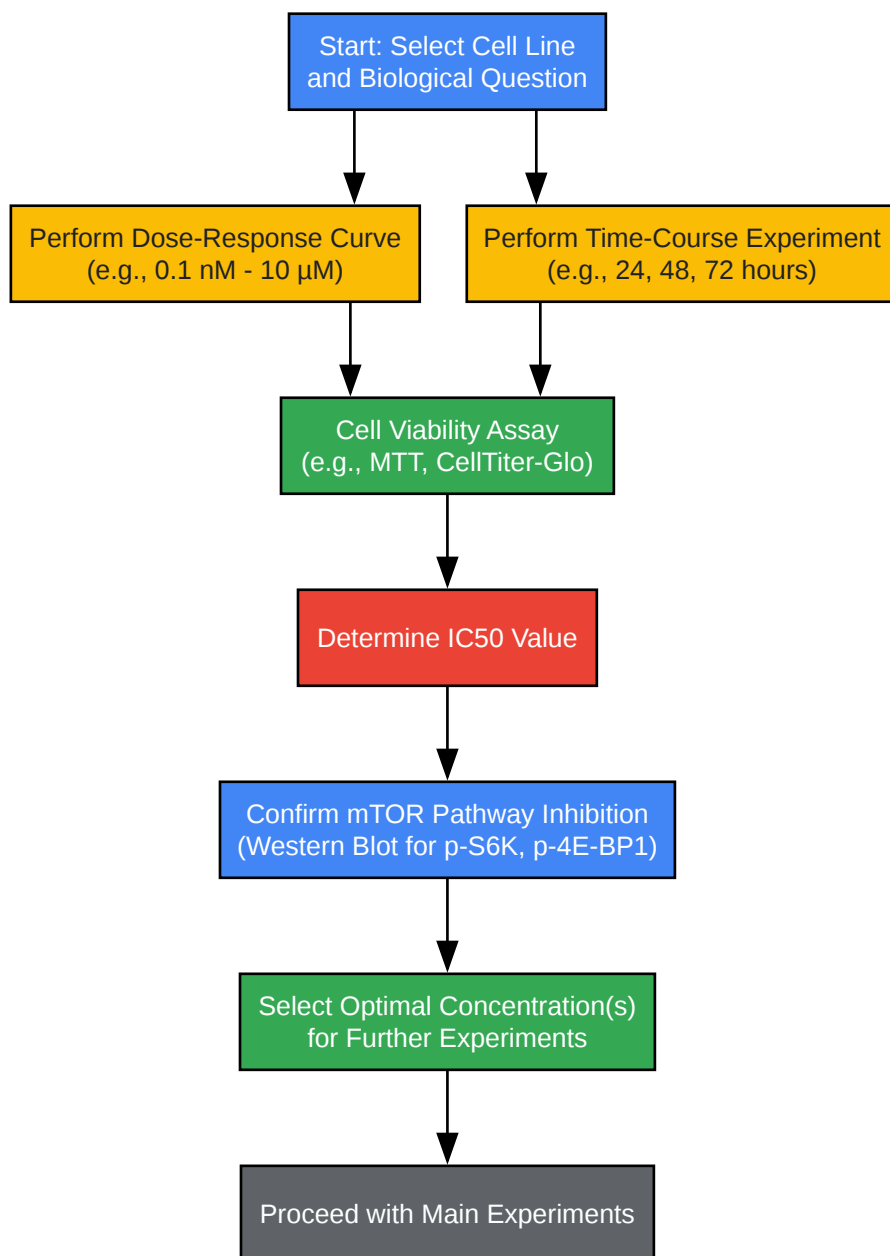 Start: Select Cell Line
and Biological Question
Perform Dose-Response Curve
(e.g., 0.1 nM - 10 µM)
Perform Time-Course Experiment
(e.g., 24, 48, 72 hours)
Cell Viability Assay
(e.g., MTT, CellTiter-Glo)
Determine IC50 Value
Confirm mTOR Pathway Inhibition
(Western Blot for p-S6K, p-4E-BP1)
Select Optimal Concentration(s)
for Further Experiments
Proceed with Main Experiments